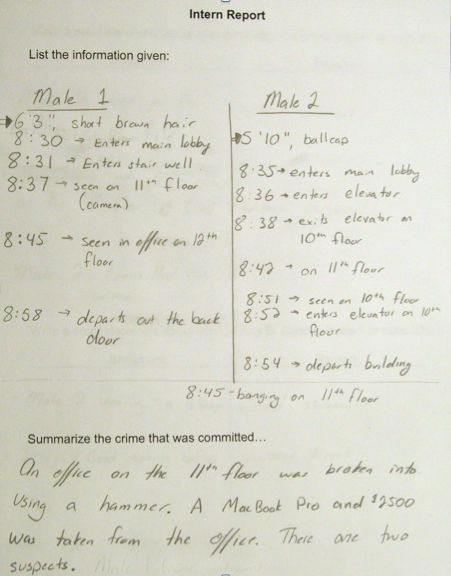 Intern Report
List the information given:
Male 1
→ 6'3", short brown hair
8:30 → Enters main lobby
8:31 → Enters stair well
8:37 → seen on 11th floor
(camera)
8:45 → seen in office on 12th
floor
8:58 → departs out the back
door
Male 2
→ 5'10", ballcap
8:35 → enters main lobby
8:36 → enters elevator
8:38 → exits elevator on
10th floor
8:42 → on 11th floor
8:51 → seen on 10th floor
8:52 → enters elevator on 10th
floor
8:54 → departs building
8:45 - banging on 11th floor
Summarize the crime that was committed…
An office on the 11th floor was broken into
using a hammer. A MacBook Pro and $2500
was taken from the office. There are two
suspects.